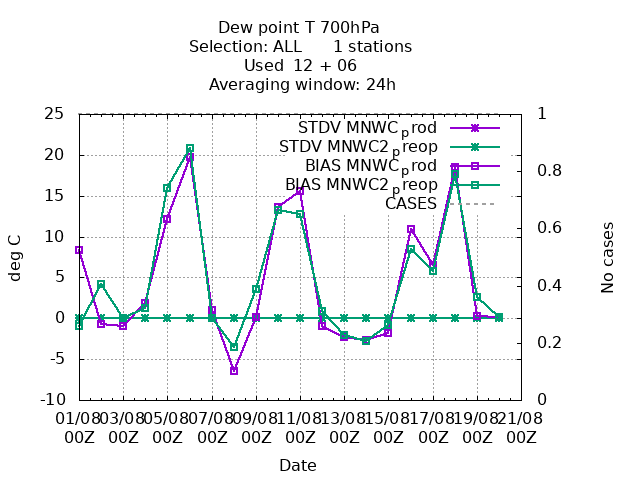 Dew point T 700hPa
Selection: ALL 1 stations
Used 12 + 06
Averaging window: 24h
25
20
15
10
5
0
-5
-10
1
0.8
0.6
0.4
0.2
0
STDV MNWC_prod
STDV MNWC2_preop
BIAS MNWC_prod
BIAS MNWC2_preop
CASES
deg C
No cases
01/08 03/08 05/08 07/08 09/08 11/08 13/08 15/08 17/08 19/08 21/08
00Z 00Z 00Z 00Z 00Z 00Z 00Z 00Z 00Z 00Z 00Z
Date